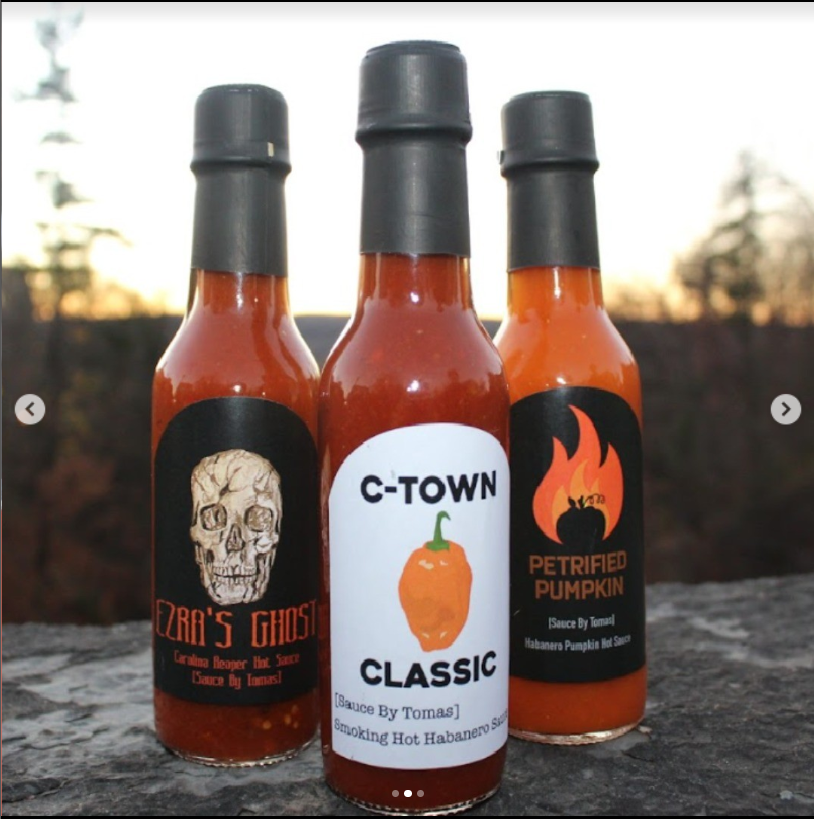 EZRA'S GHOST
Carolina Reaper Hot Sauce
[Sauce By Tomas]
C-TOWN
CLASSIC
[Sauce By Tomas]
Smoking Hot Habanero
PETRIFIED
PUMPKIN
[Sauce By Tomas]
Habanero Pumpkin Hot Sauce